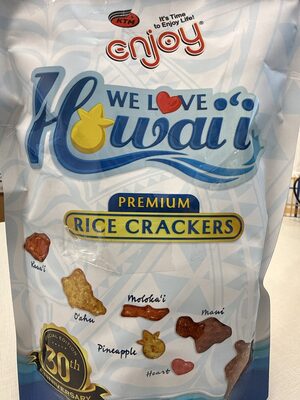 KTM
It's Time
to Enjoy Life!
enjoy®
WE LOVE
Hawai'i
PREMIUM
RICE CRACKERS
Kaua'i
O'ahu
Moloka'i
Maui
Pineapple
Heart
30th
ANNIVERSARY